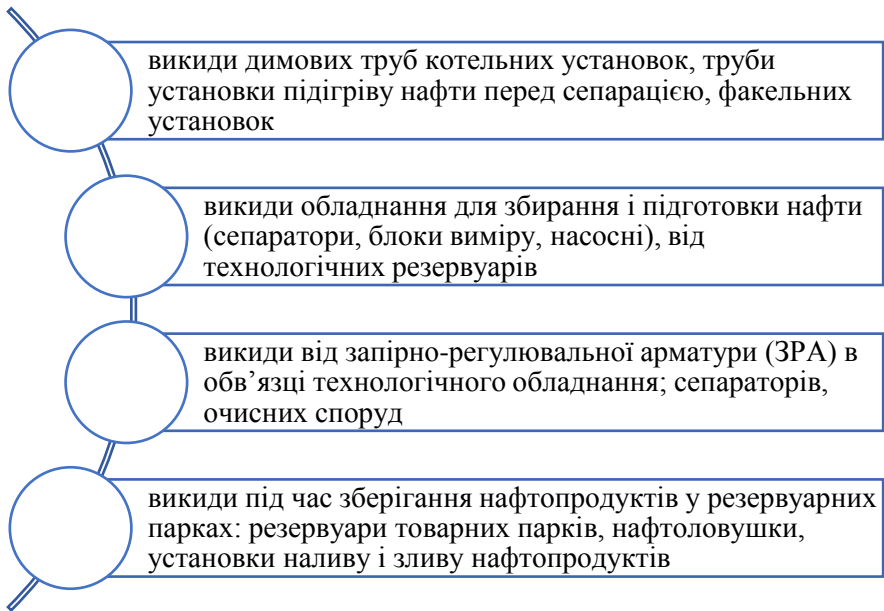 викиди димових труб котельних установок, труби
установки підігріву нафти перед сепарацією, факельних
установок
викиди обладнання для збирання і підготовки нафти
(сепаратори, блоки виміру, насосні), від
технологічних резервуарів
викиди від запірно-регулювальної арматури (ЗРА) в
обв’язці технологічного обладнання; сепараторів,
очисних споруд
викиди під час зберігання нафтопродуктів у резервуарних
парках: резервуари товарних парків, нафтоловушки,
установки наливу і зливу нафтопродуктів